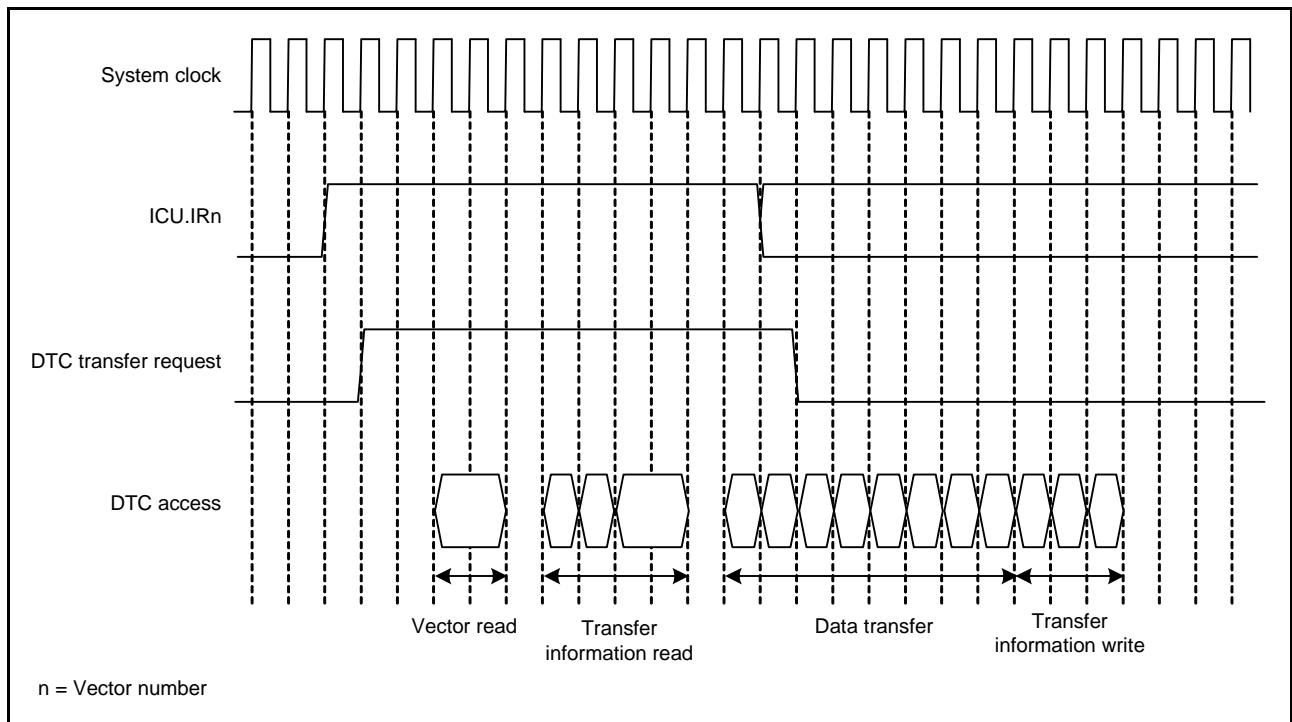 System clock
ICU.IRn
DTC transfer request
DTC access
Vector read
Transfer
information read
Data transfer
Transfer
information write
n = Vector number